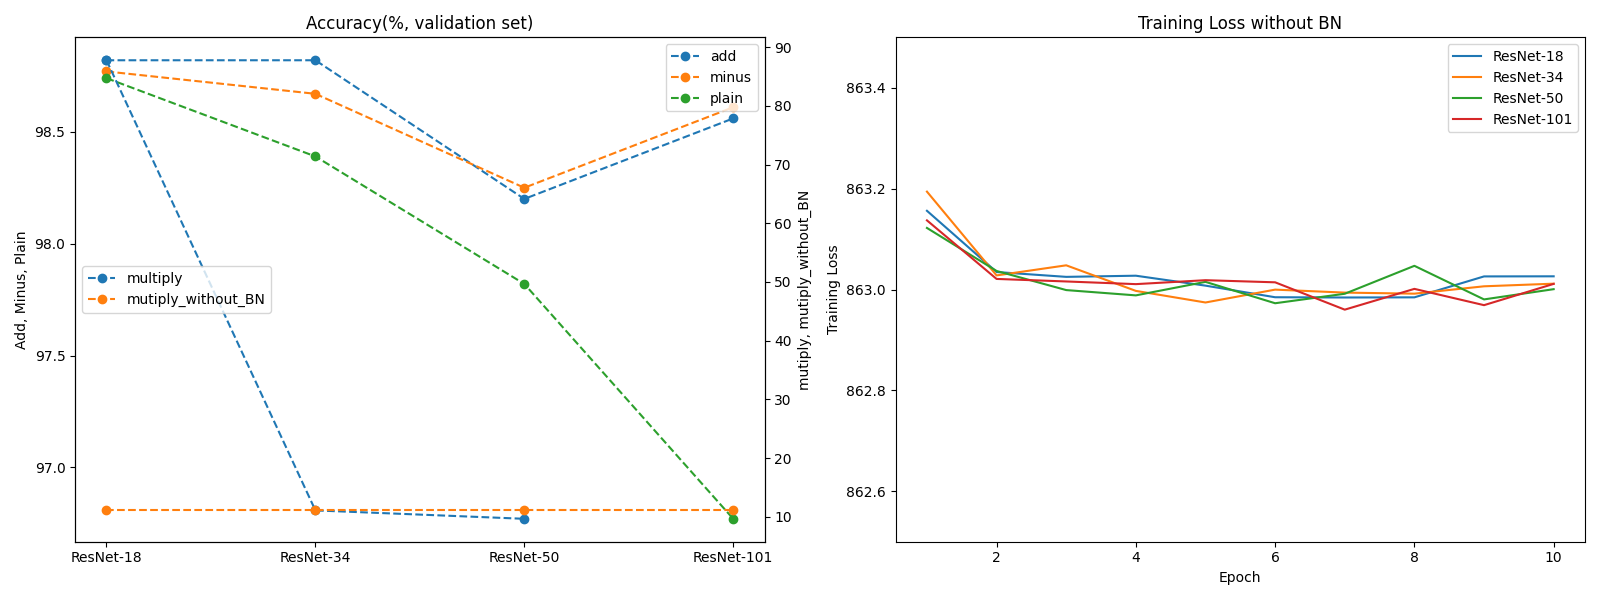 Accuracy(%, validation set)
add
minus
plain
multiply
mutiply_without_BN
98.5
98.0
97.5
97.0
Add, Minus, Plain
90
80
70
60
50
40
30
20
10
mutiply, mutiply_without_BN
ResNet-18
ResNet-34
ResNet-50
ResNet-101
Training Loss without BN
ResNet-18
ResNet-34
ResNet-50
ResNet-101
863.4
863.2
863.0
862.8
862.6
Training Loss
2
4
6
8
10
Epoch